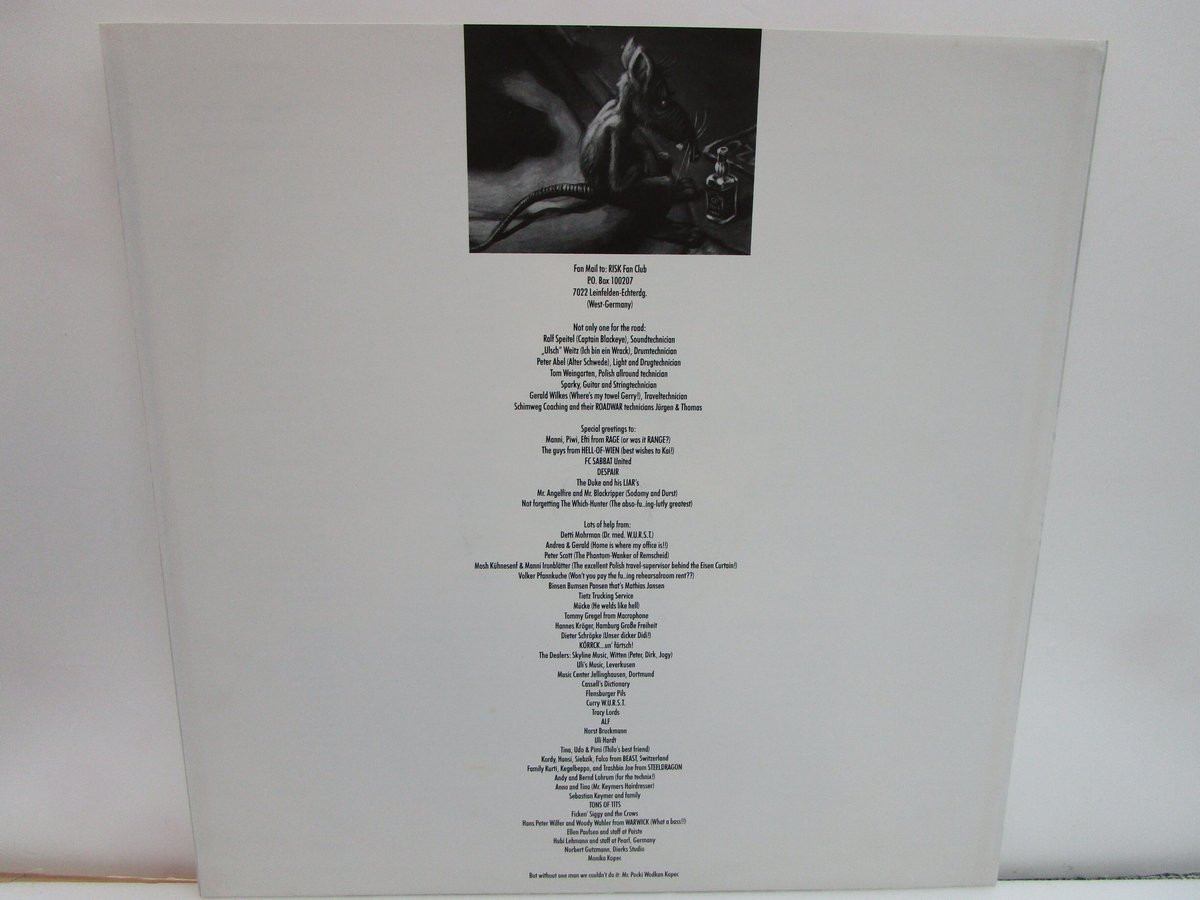 Fan Mail to: RISK Fan Club
P.O. Box 100207
7022 Leinfelden-Echterdg.
(West-Germany)
Not only one for the road:
Ralf Speitel (Captain Blackeye), Soundtechnician
„Ulsch" Weitz (Ich bin ein Wrack), Drumtechnician
Peter Abel (Alter Schwede), Light and Drugtechnician
Tom Weingarten, Polish allround technician
Sparky, Guitar and Stringtechnician
Gerald Wilkes (Where's my towel Gerry!), Traveltechnician
Schimweg Coaching and their ROADWAR technicians Jürgen & Thomas
Special greetings to:
Manni, Piwi, Efti from RAGE (or was it RANGE?)
The guys from HELL-OF-WIEN (best wishes to Kai!)
FC SABBAT United
DESPAIR
The Duke and his LIAR's
Mr. Angelfire and Mr. Blackripper (Sodomy and Durst)
Not forgetting The Which-Hunter (The abso-fu..ing-lutly greatest)
Lots of help from:
Detti Mohrman (Dr. med. W.U.R.S.T.)
Andrea & Gerald (Home is where my office is!!)
Peter Scott (The Phantom-Wanker of Remscheid)
Mosh Kühnesenf & Manni Ironblätter (The excellent Polish travel-supervisor behind the Eisen Curtain!)
Volker Pfannkuche (Won't you pay the fu..ing rehearsalroom rent??)
Binsen Bumsen Pansen that's Mathias Jansen
Tietz Trucking Service
Mücke (He welds like hell)
Tommy Gregel from Macrophone
Hannes Kröger, Hamburg Große Freiheit
Dieter Schröpke (Unser dicker Didi!)
KÖRRCK...un' färtsch!
The Dealers: Skyline Music, Witten (Peter, Dirk, Jogy)
Uli's Music, Leverkusen
Music Center Jellinghausen, Dortmund
Cassell's Dictionary
Flensburger Pils
Curry W.U.R.S.T.
Tracy Lords
ALF
Horst Bruckmann
Uli Hardt
Tina, Udo & Pimi (Thilo's best friend)
Kordy, Hansi, Siebzik, Falco from BEAST, Switzerland
Family Kurti, Kegelbeppo, and Trashbin Joe from STEELDRAGON
Andy and Bernd Lohrum (for the technix!)
Anno and Tina (Mr. Keymers Hairdresser)
Sebastian Keymer and family
TONS OF TITS
Ficken' Siggy and the Crows
Hans Peter Wilfer and Woody Wahler from WARWICK (What a bass!!!)
Ellen Paulsen and staff at Paiste
Hubi Lehmann and staff at Pearl, Germany
Norbert Gutzmann, Dierks Studio
Monika Kopec
But without one man we couldn't do it: Mr. Pocki Wodkan Kopec